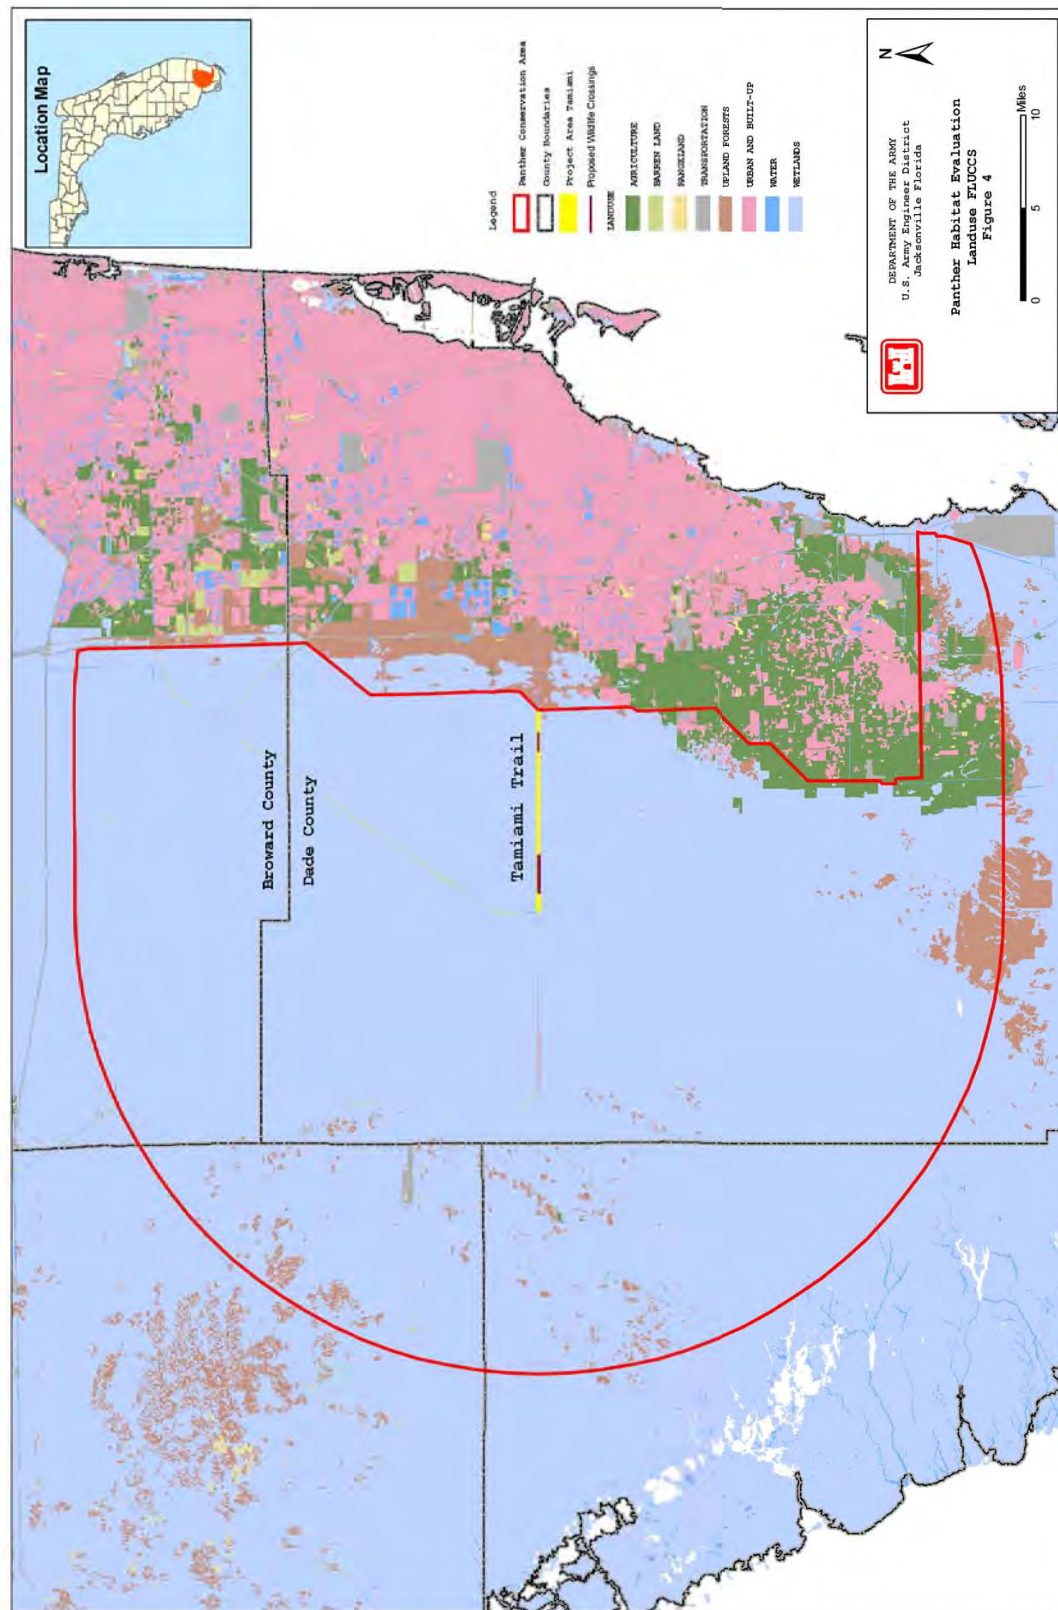 Location Map
Legend
Panther Conservation Area
County Boundaries
Project Area Tamiami
Proposed Wildlife Crossings
LANDUSE
AGRICULTURE
BARREN LAND
RANGELAND
TRANSPORTATION
UPLAND FORESTS
URBAN AND BUILT-UP
WATER
WETLANDS
Broward County
Dade County
Tamiami Trail
N
DEPARTMENT OF THE ARMY
U.S. Army Engineer District
Jacksonville Florida
Panther Habitat Evaluation
Landuse FLUCCS
Figure 4
0 5 10
Miles